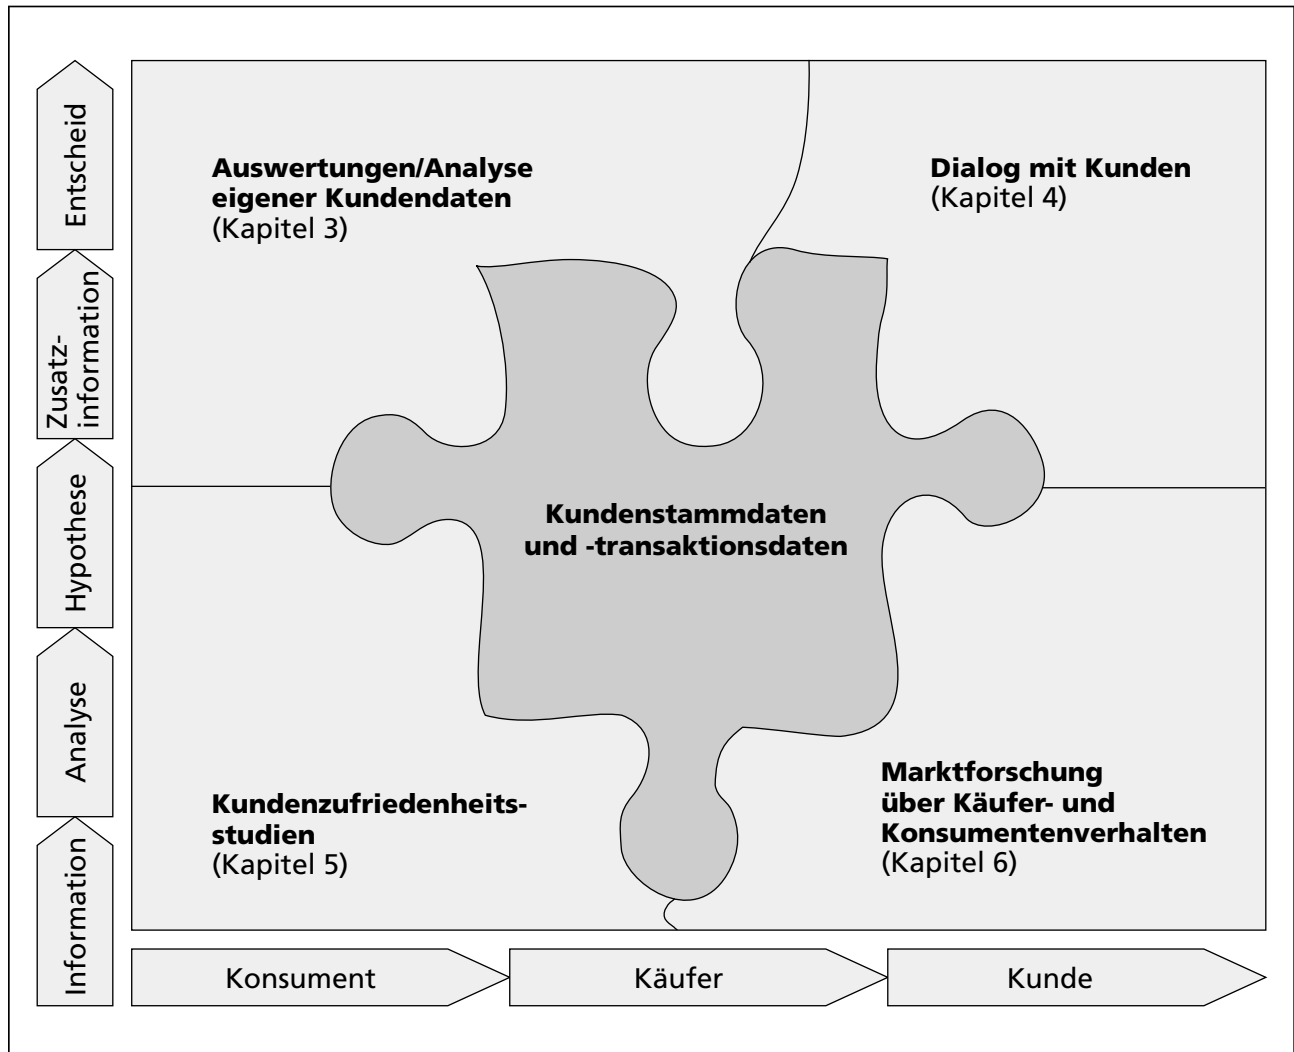 Entscheid
Zusatz-
information
Hypothese
Analyse
Information
Auswertungen/Analyse
eigener Kundendaten
(Kapitel 3)
Dialog mit Kunden
(Kapitel 4)
Kundenstammdaten
und -transaktionsdaten
Kundenzufriedenheits-
studien
(Kapitel 5)
Marktforschung
über Käufer- und
Konsumentenverhalten
(Kapitel 6)
Konsument
Käufer
Kunde